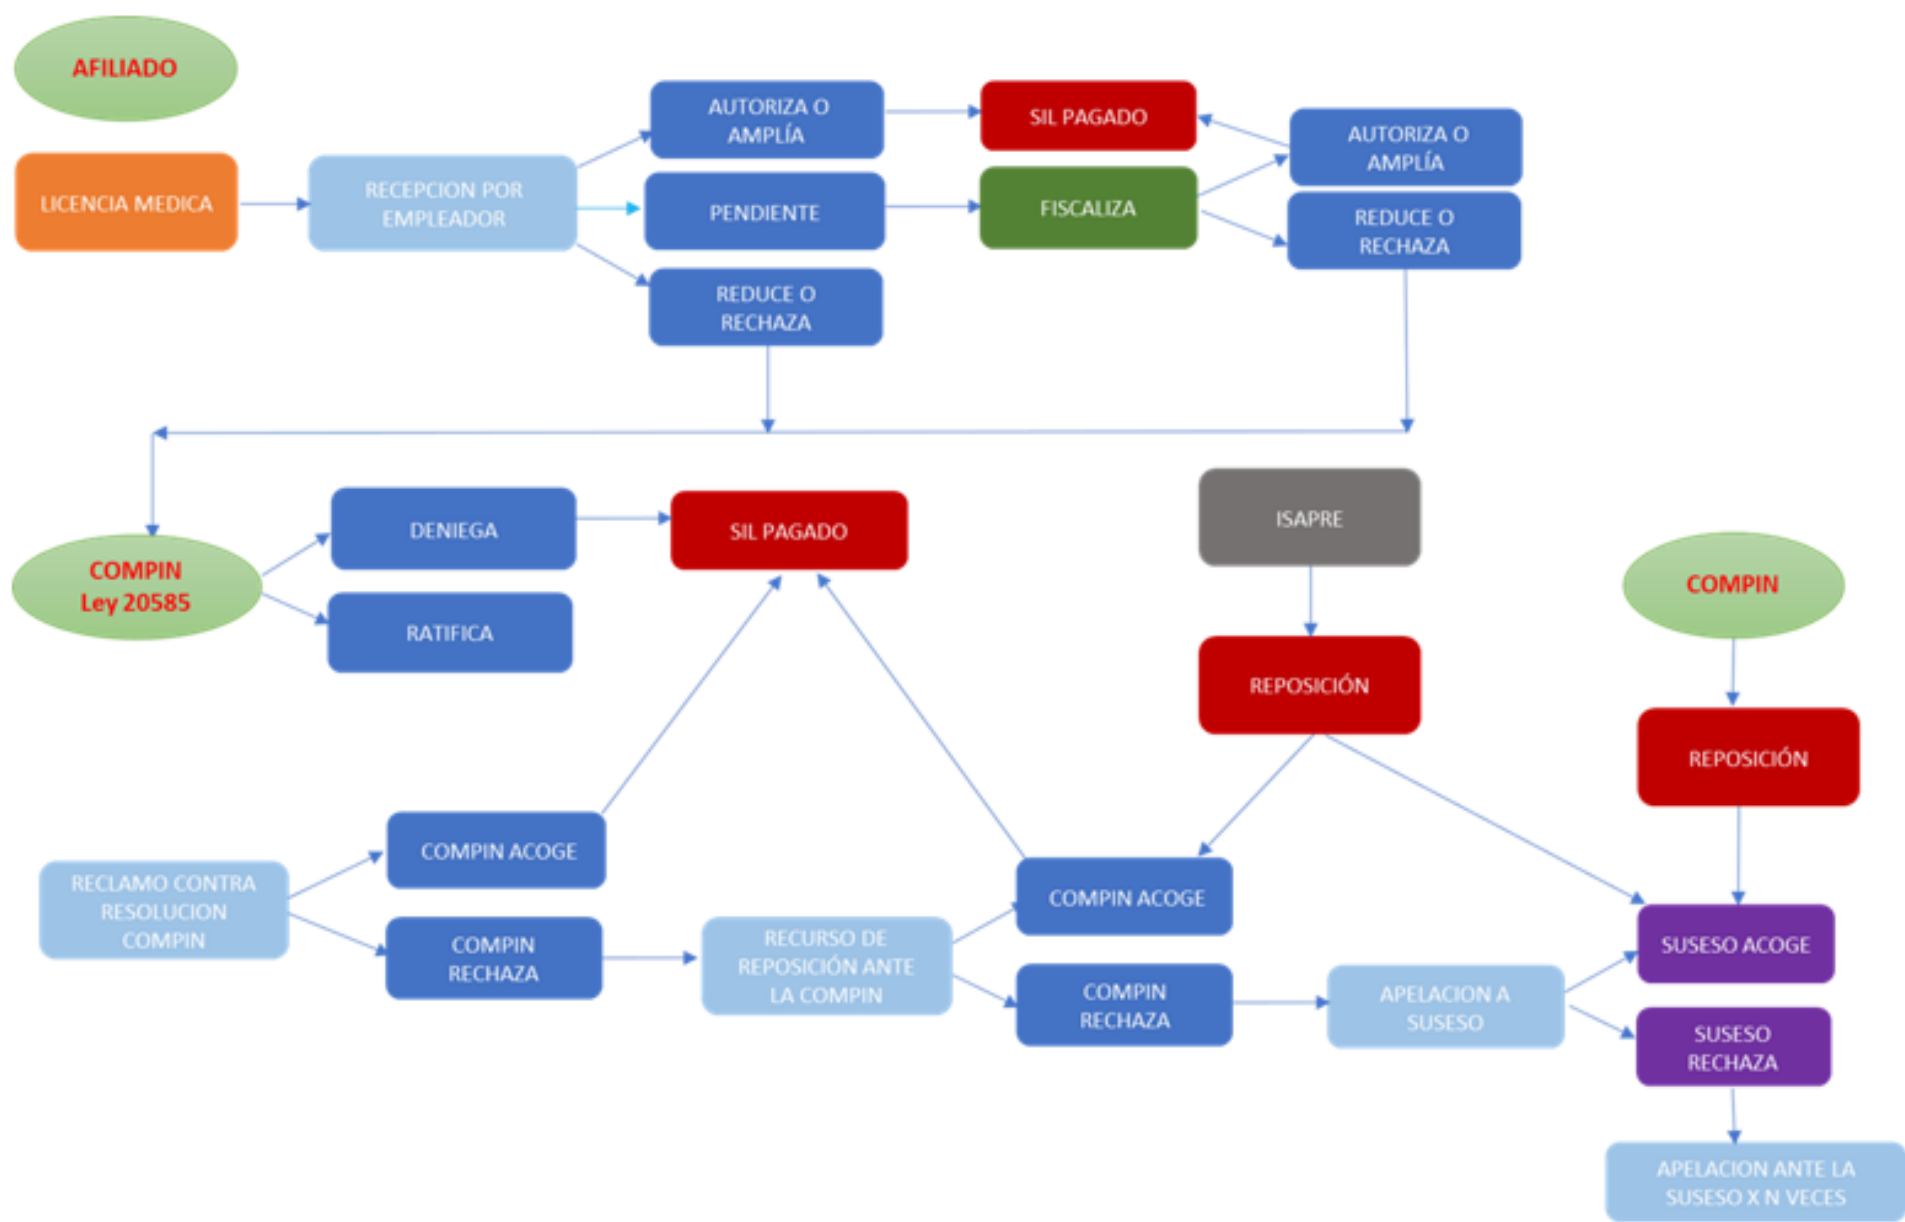 AFILIADO
LICENCIA MEDICA
RECEPCION POR
EMPLEADOR
AUTORIZA O
AMPLÍA
PENDIENTE
REDUCE O
RECHAZA
SIL PAGADO
FISCALIZA
AUTORIZA O
AMPLÍA
REDUCE O
RECHAZA
COMPIN
Ley 20585
DENIEGA
RATIFICA
SIL PAGADO
ISAPRE
REPOSICIÓN
COMPIN
REPOSICIÓN
RECLAMO CONTRA
RESOLUCION
COMPIN
COMPIN ACOGE
COMPIN
RECHAZA
RECURSO DE
REPOSICIÓN ANTE
LA COMPIN
COMPIN ACOGE
COMPIN
RECHAZA
APELACION A
SUSESO
SUSESO ACOGE
SUSESO
RECHAZA
APELACION ANTE LA
SUSESO X N VECES